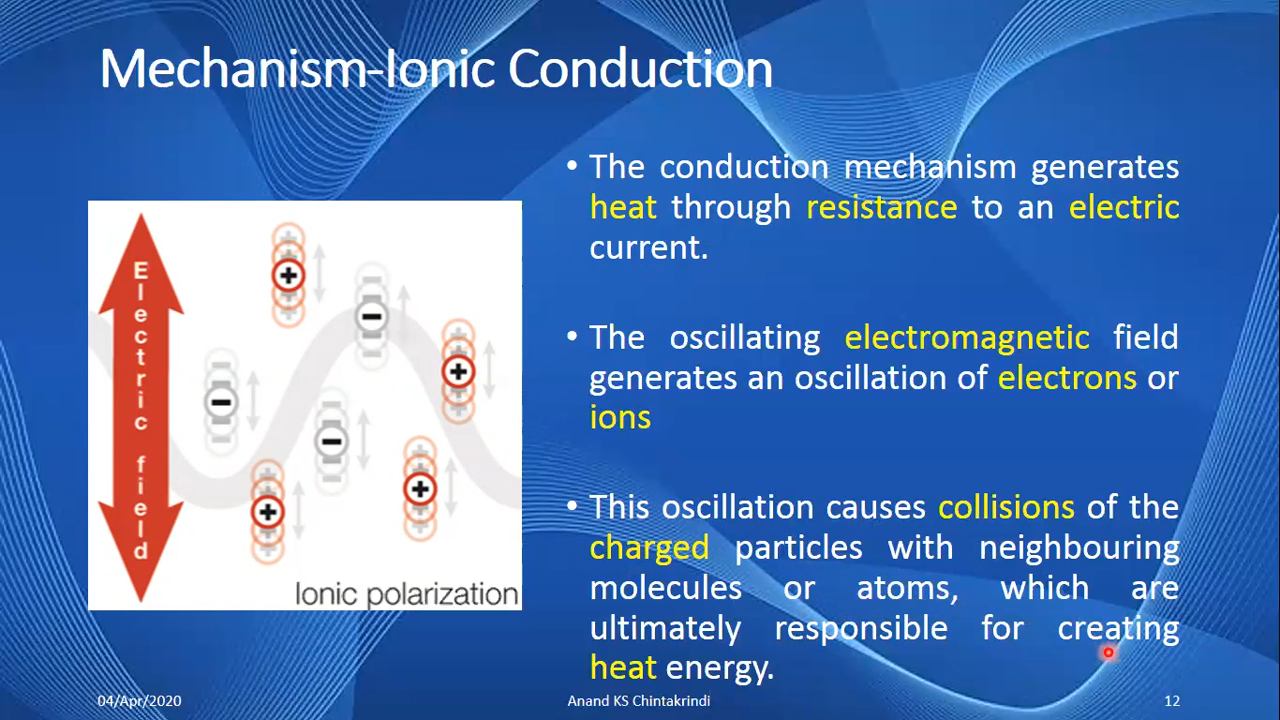 Mechanism-Ionic Conduction
Electric field
Ionic polarization
• The conduction mechanism generates
heat through resistance to an electric
current.
• The oscillating electromagnetic field
generates an oscillation of electrons or
ions
• This oscillation causes collisions of the
charged particles with neighbouring
molecules or atoms, which are
ultimately responsible for creating
heat energy.
04/Apr/2020
Anand KS Chintakrindi
12